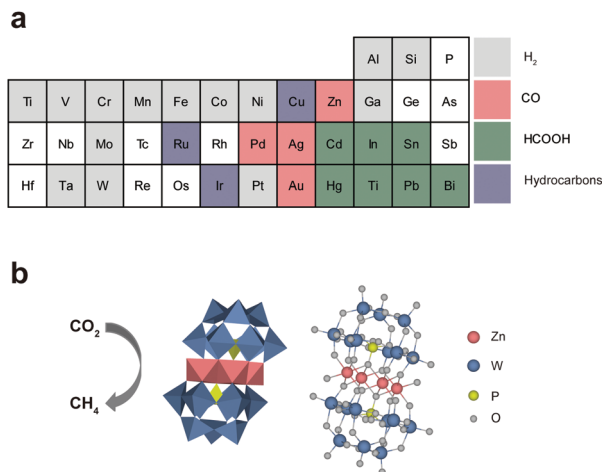 a
Al Si P H₂
Ti V Cr Mn Fe Co Ni Cu Zn Ga Ge As CO
Zr Nb Mo Tc Ru Rh Pd Ag Cd In Sn Sb HCOOH
Hf Ta W Re Os Ir Pt Au Hg Ti Pb Bi Hydrocarbons
b
CO₂
CH₄
Zn
W
P
O